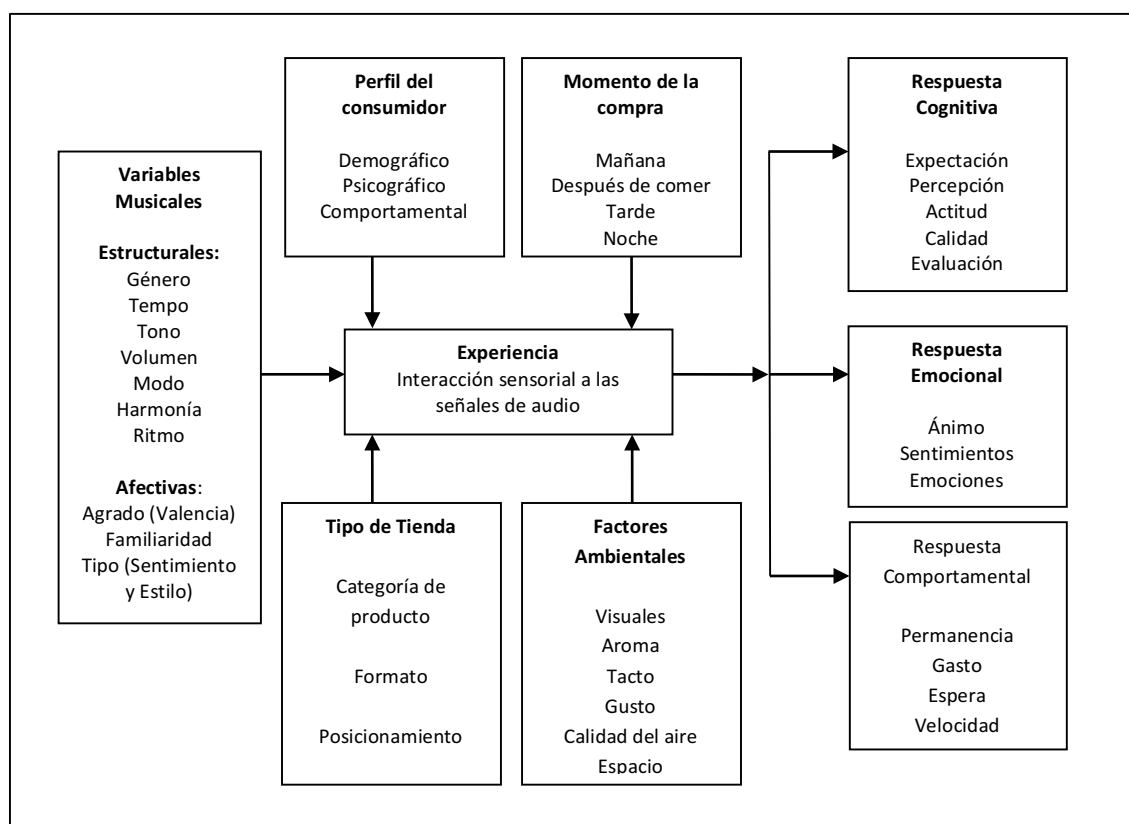 Variables
Musicales
Estructurales:
Género
Tempo
Tono
Volumen
Modo
Harmonía
Ritmo
Afectivas:
Agrado (Valencia)
Familiaridad
Tipo (Sentimiento
y Estilo)
Perfil del
consumidor
Demográfico
Psicográfico
Comportamental
Momento de la
compra
Mañana
Después de comer
Tarde
Noche
Experiencia
Interacción sensorial a las
señales de audio
Tipo de Tienda
Categoría de
producto
Formato
Posicionamiento
Factores
Ambientales
Visuales
Aroma
Tacto
Gusto
Calidad del aire
Espacio
Respuesta
Cognitiva
Expectación
Percepción
Actitud
Calidad
Evaluación
Respuesta
Emocional
Ánimo
Sentimientos
Emociones
Respuesta
Comportamental
Permanencia
Gasto
Espera
Velocidad